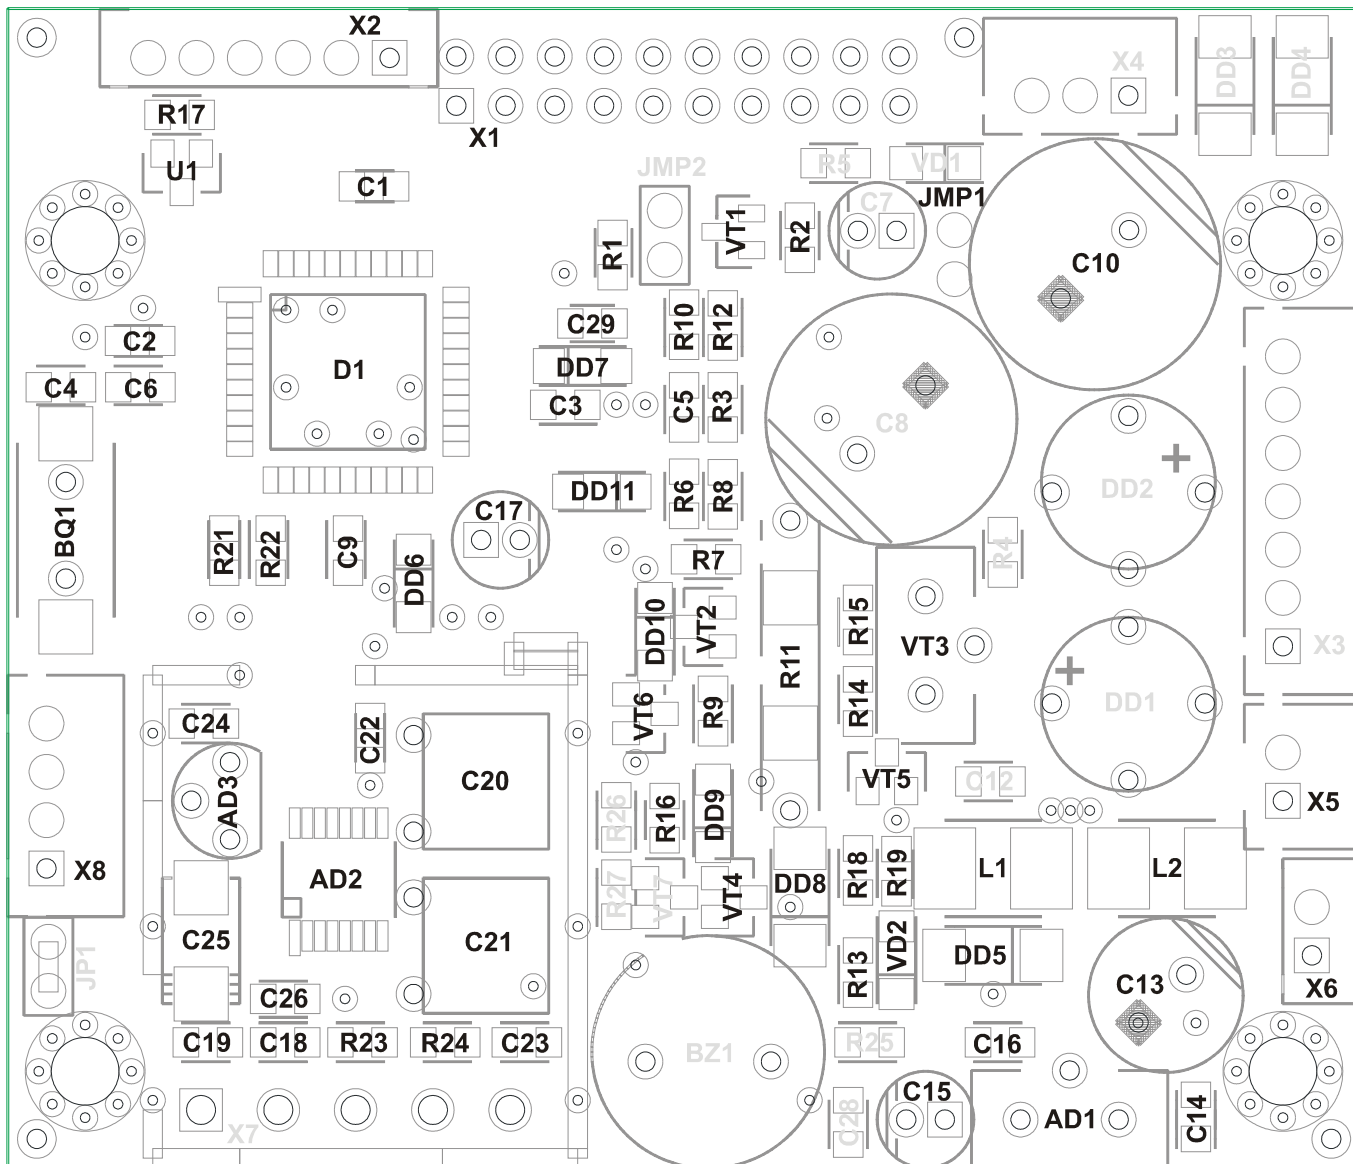 X2
X4
DD3
DD4
R17
X1
U1
JMP2
R5
VD1
C1
JMP1
C7
VT1
R2
R1
C10
C29
R10
R12
C2
D1
DD7
C4
C6
C3
C5
R3
C8
DD2
DD11
R6
R8
C17
BQ1
R21
R22
C9
DD6
R7
R4
DD10
VT2
R15
VT3
X3
R11
R14
VT6
R9
DD1
C24
C22
C20
VT5
C12
X5
AD3
R26
R16
DD9
X8
AD2
R27
VT7
VT4
DD8
R18
R19
L1
L2
C25
C21
JP1
VD2
DD5
R13
C13
X6
C26
C19
C18
R23
R24
C23
BZ1
R25
C16
C15
X7
C28
AD1
C14